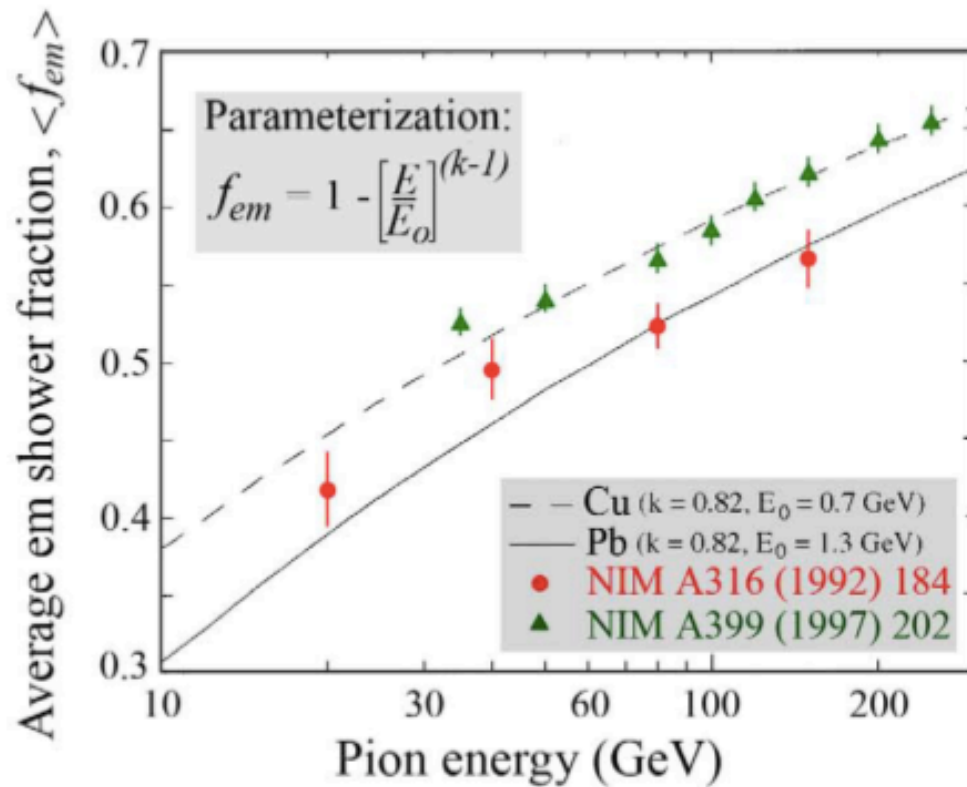 Average em shower fraction, <f_em>
0.7
0.6
0.5
0.4
0.3
Parameterization:
f_em = 1 - [E/E_o]^(k-1)
Cu (k = 0.82, E_0 = 0.7 GeV)
Pb (k = 0.82, E_0 = 1.3 GeV)
NIM A316 (1992) 184
NIM A399 (1997) 202
10 30 60 100 200
Pion energy (GeV)